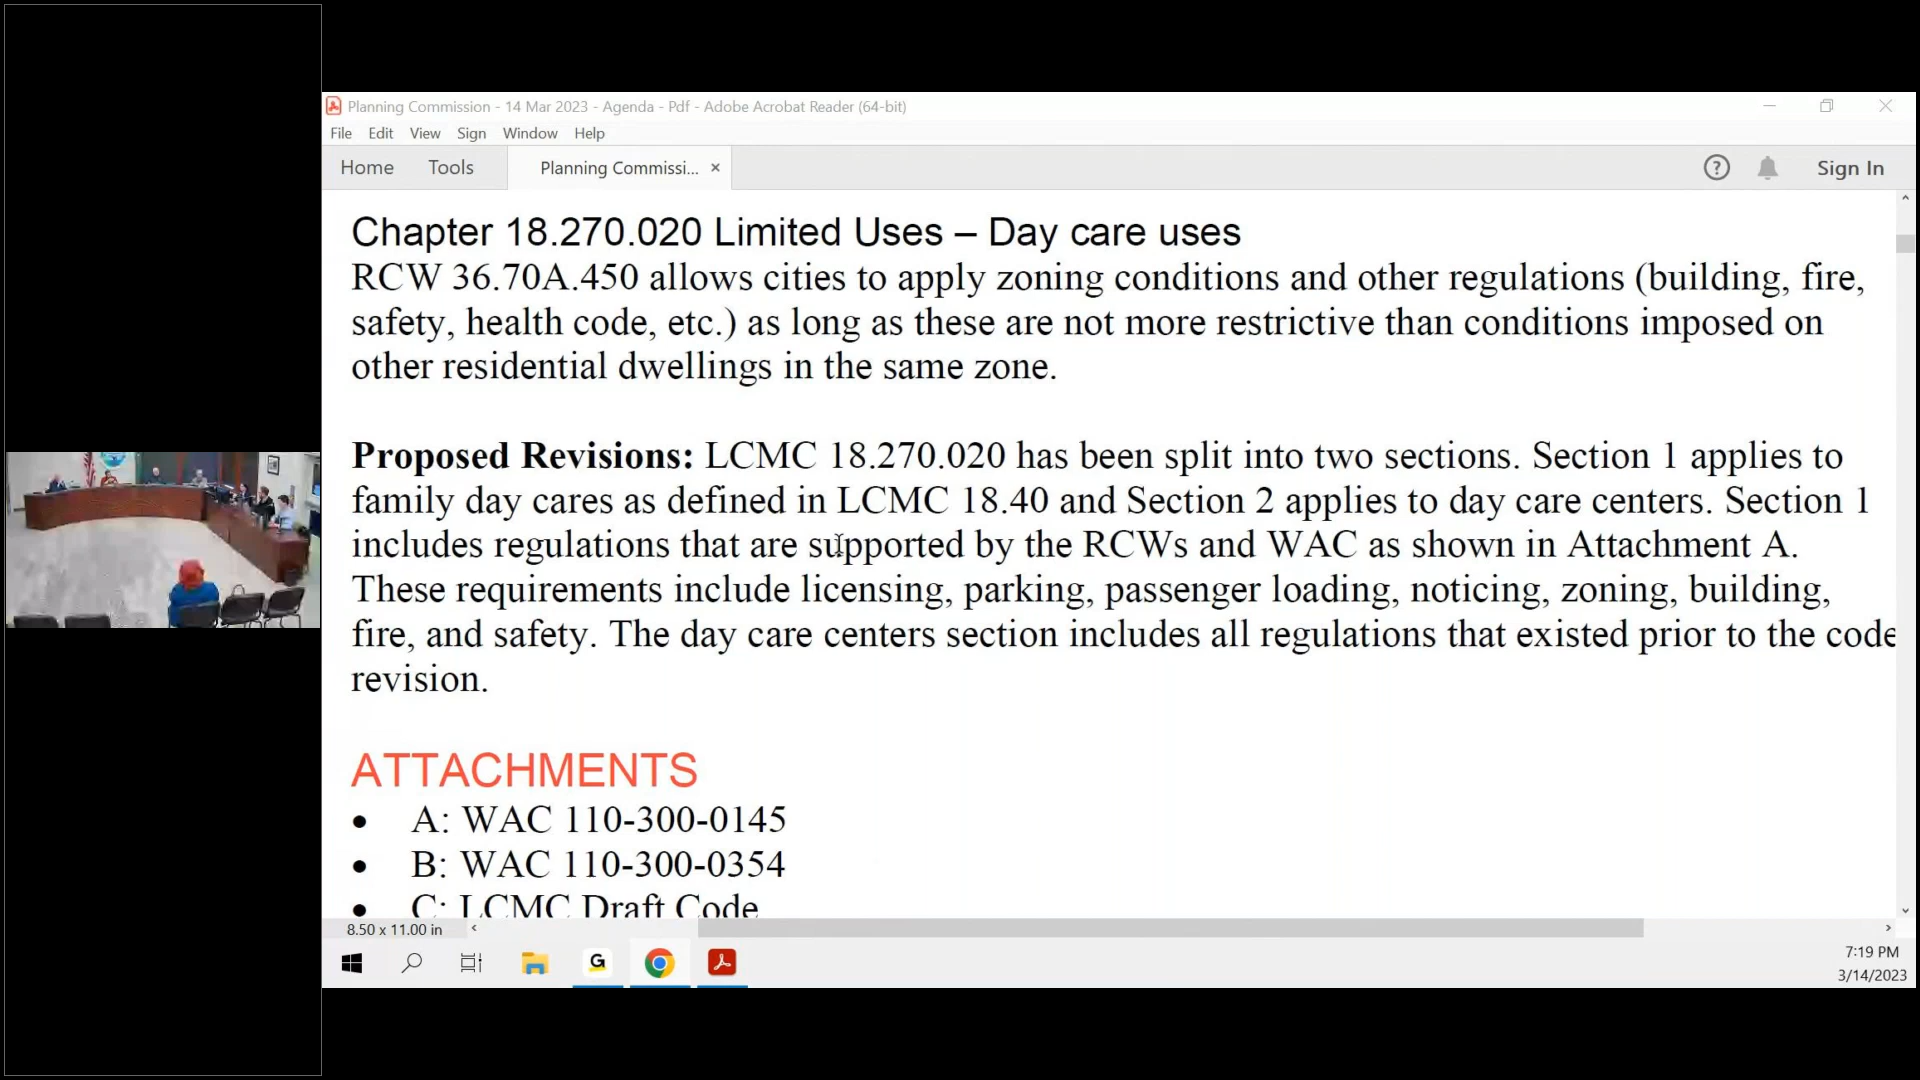 Planning Commission - 14 Mar 2023 - Agenda - Pdf - Adobe Acrobat Reader (64-bit)
File Edit View Sign Window Help
Home Tools Planning Commissi... × ? Sign In
Chapter 18.270.020 Limited Uses – Day care uses
RCW 36.70A.450 allows cities to apply zoning conditions and other regulations (building, fire,
safety, health code, etc.) as long as these are not more restrictive than conditions imposed on
other residential dwellings in the same zone.
Proposed Revisions: LCMC 18.270.020 has been split into two sections. Section 1 applies to
family day cares as defined in LCMC 18.40 and Section 2 applies to day care centers. Section 1
includes regulations that are supported by the RCWs and WAC as shown in Attachment A.
These requirements include licensing, parking, passenger loading, noticing, zoning, building,
fire, and safety. The day care centers section includes all regulations that existed prior to the code
revision.
ATTACHMENTS
• A: WAC 110-300-0145
• B: WAC 110-300-0354
• C: LCMC Draft Code
8.50 x 11.00 in
G
7:19 PM
3/14/2023